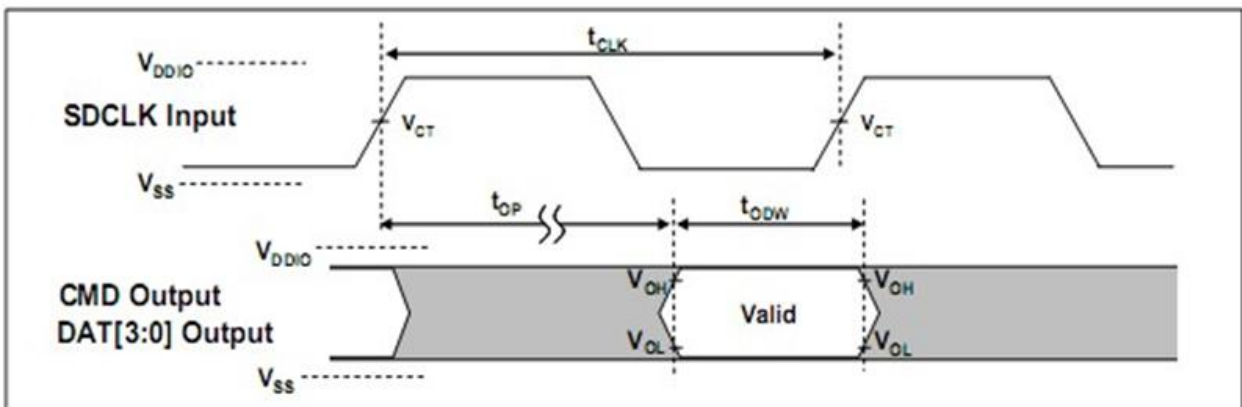 tCLK
VDDIO
SDCLK Input
VCT
VCT
VSS
tOP
tODW
VDDIO
CMD Output
DAT[3:0] Output
VOH
VOH
Valid
VOL
VOL
VSS